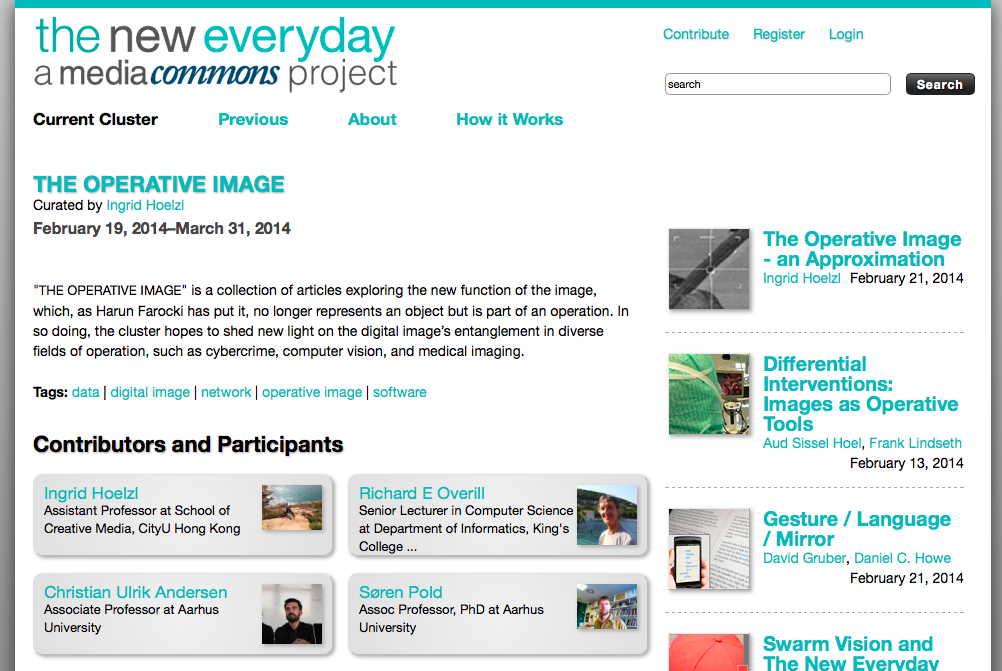 the new everyday
a mediacommons project
Contribute Register Login
search Search
Current Cluster Previous About How it Works
THE OPERATIVE IMAGE
Curated by Ingrid Hoelzl
February 19, 2014–March 31, 2014
"THE OPERATIVE IMAGE" is a collection of articles exploring the new function of the image,
which, as Harun Farocki has put it, no longer represents an object but is part of an operation. In
so doing, the cluster hopes to shed new light on the digital image's entanglement in diverse
fields of operation, such as cybercrime, computer vision, and medical imaging.
Tags: data | digital image | network | operative image | software
Contributors and Participants
Ingrid Hoelzl
Assistant Professor at School of
Creative Media, CityU Hong Kong
Richard E Overill
Senior Lecturer in Computer Science
at Department of Informatics, King's
College ...
Christian Ulrik Andersen
Associate Professor at Aarhus
University
Søren Pold
Assoc Professor, PhD at Aarhus
University
The Operative Image
- an Approximation
Ingrid Hoelzl February 21, 2014
Differential
Interventions:
Images as Operative
Tools
Aud Sissel Hoel, Frank Lindseth
February 13, 2014
Gesture / Language
/ Mirror
David Gruber, Daniel C. Howe
February 21, 2014
Swarm Vision and
The New Everyday